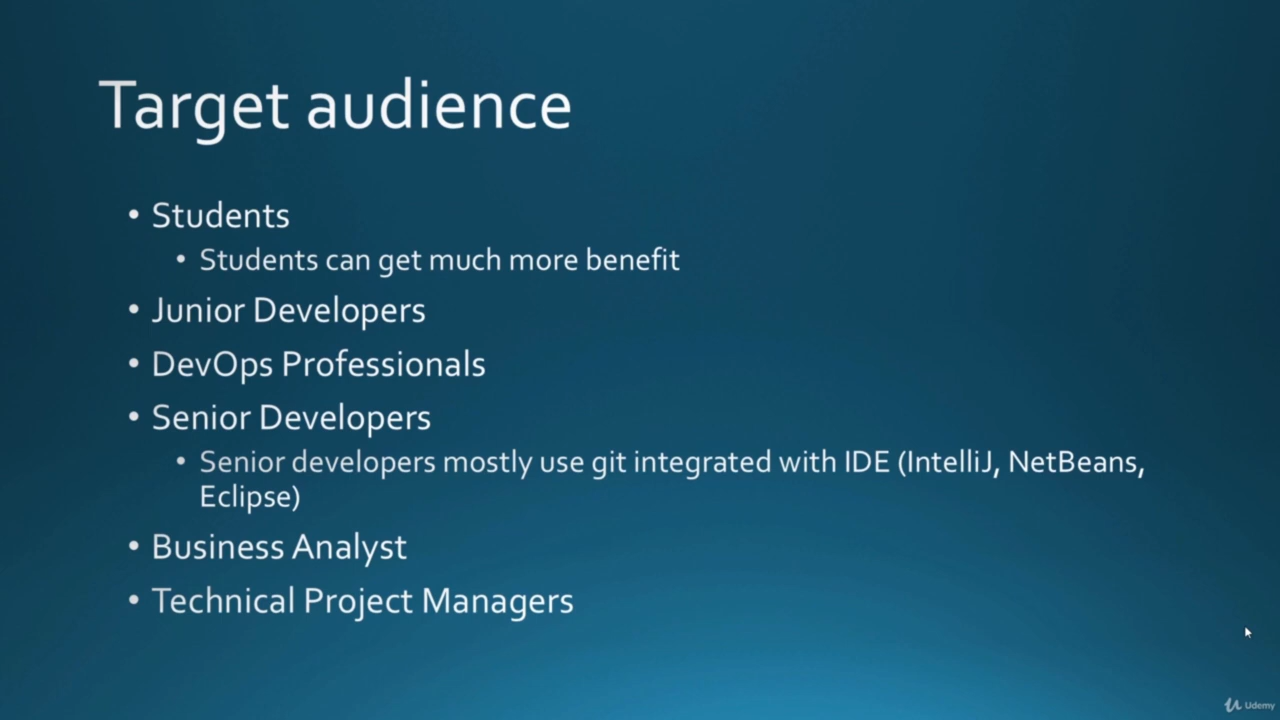 Target audience
• Students
• Students can get much more benefit
• Junior Developers
• DevOps Professionals
• Senior Developers
• Senior developers mostly use git integrated with IDE (IntelliJ, NetBeans,
Eclipse)
• Business Analyst
• Technical Project Managers
Udemy